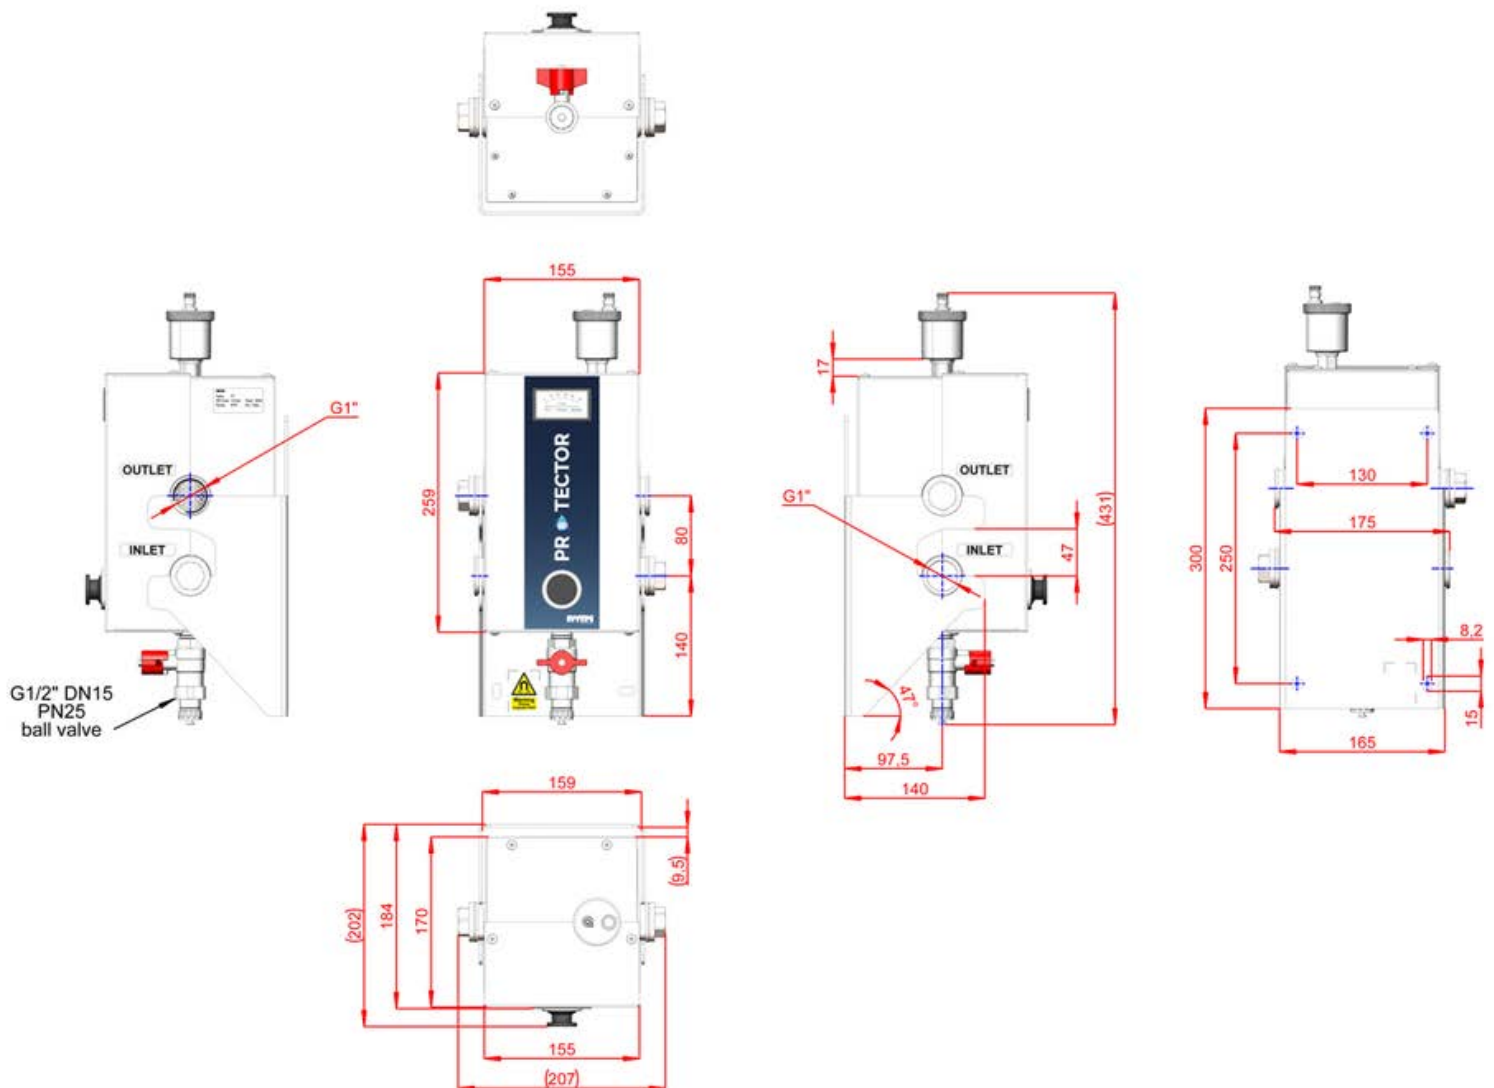 155
G1"
OUTLET
INLET
G1/2" DN15
PN25
ball valve
259
PR TECTOR
80
140
17
OUTLET
G1"
INLET
47
(431)
47°
97,5
140
130
175
300
250
8,2
15
165
159
(9,5)
(202)
184
170
155
(207)